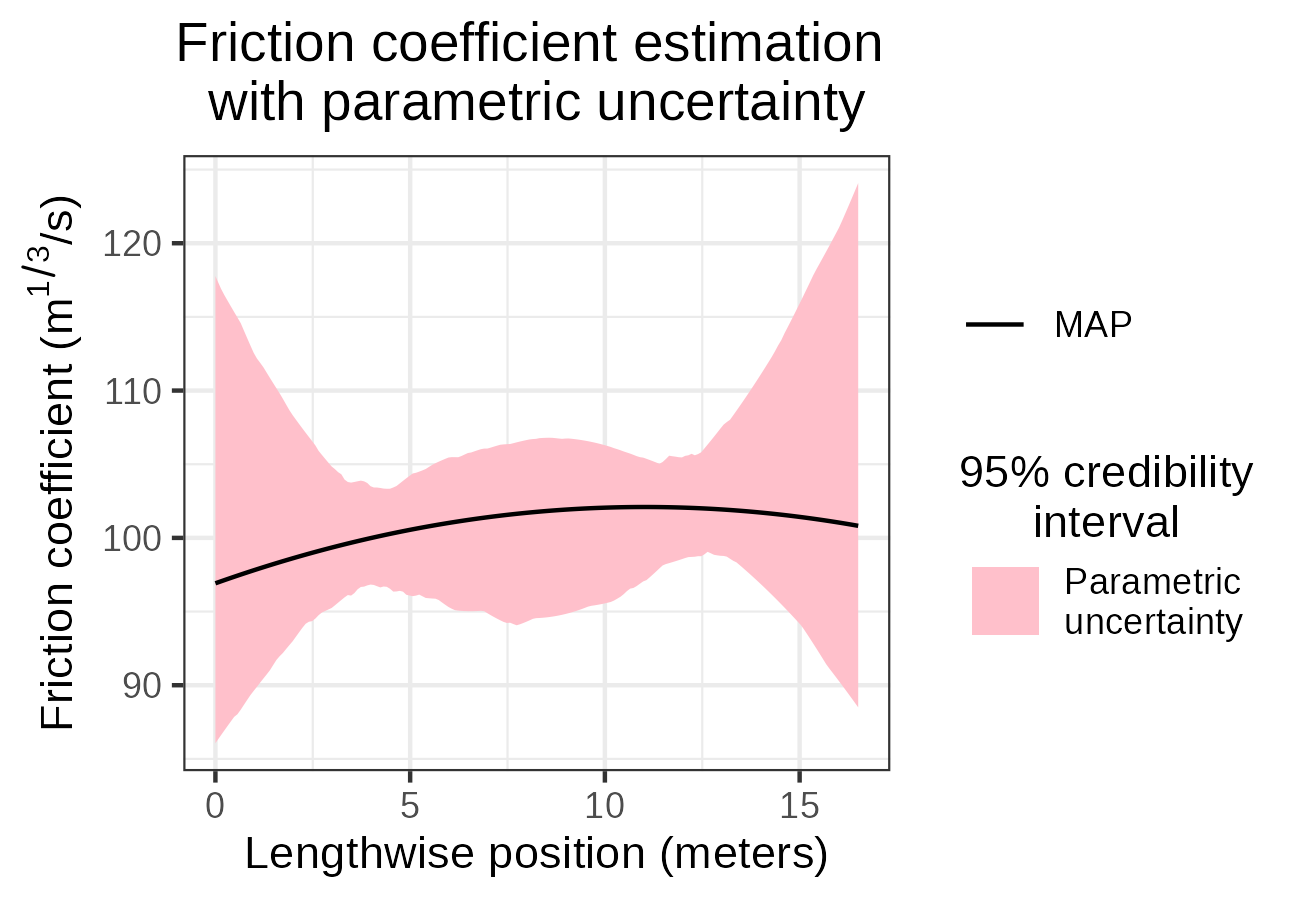 Friction coefficient estimation
with parametric uncertainty
Friction coefficient (m^1/3/s)
120
110
100
90
0 5 10 15
Lengthwise position (meters)
MAP
95% credibility
interval
Parametric
uncertainty